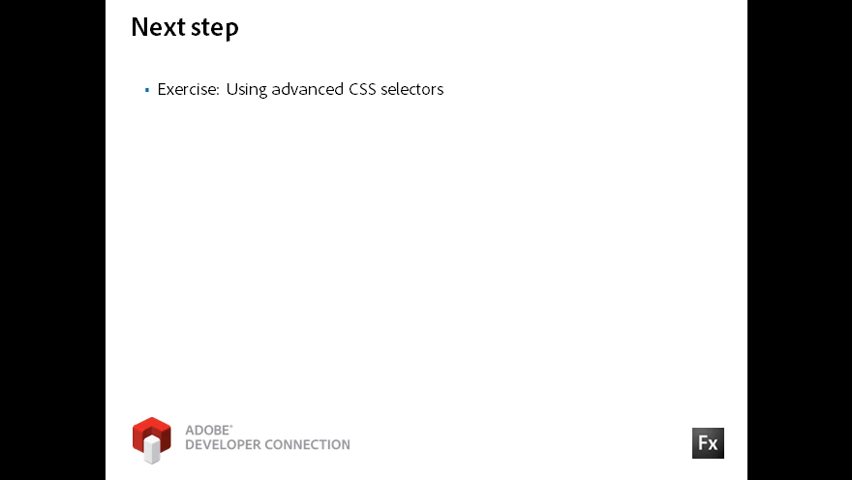 Next step
▪ Exercise: Using advanced CSS selectors
ADOBE®
DEVELOPER CONNECTION
Fx